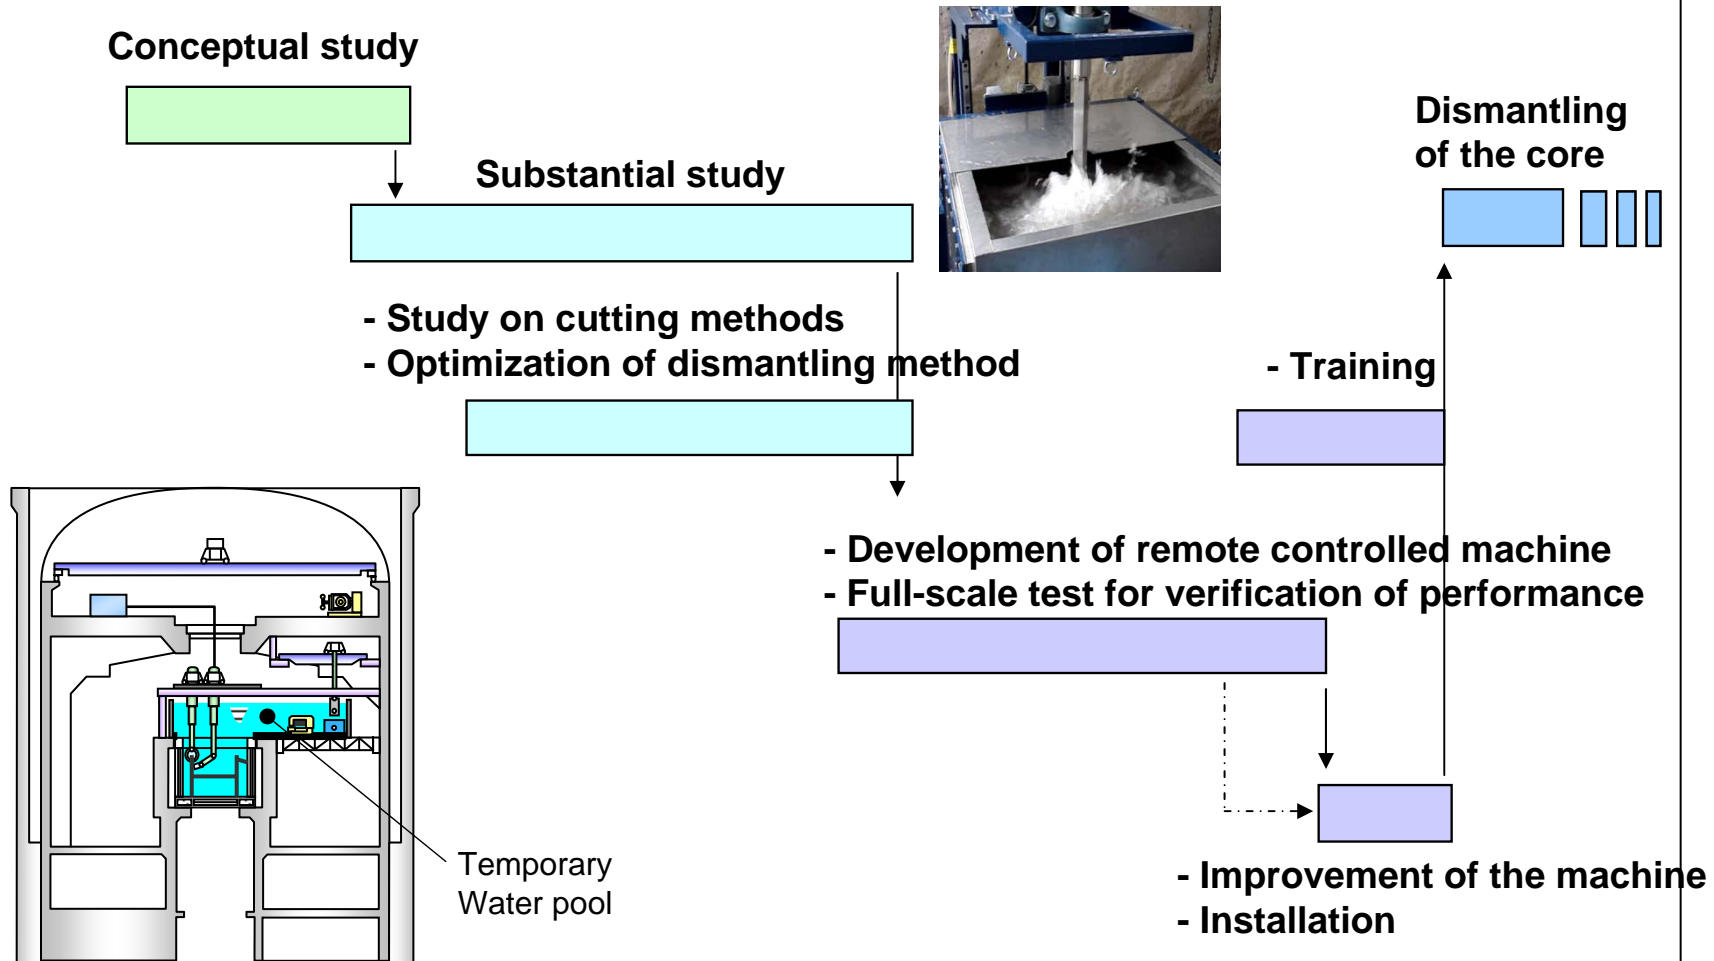 Conceptual study
Dismantling
of the core
Substantial study
- Study on cutting methods
- Optimization of dismantling method
- Training
- Development of remote controlled machine
- Full-scale test for verification of performance
Temporary
Water pool
- Improvement of the machine
- Installation